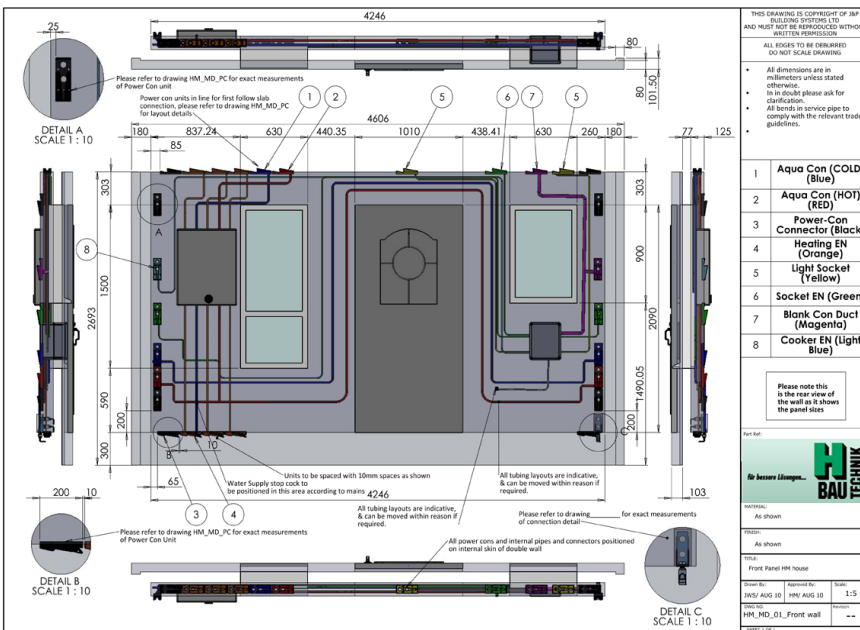 4246
25
80
80
101.50
Please refer to drawing HM_MD_PC for exact measurements
of Power Con unit
DETAIL A
SCALE 1 : 10
Power con units in line for first follow slab
connection, please refer to drawing HM_MD_PC
for layout details
1
2
5
6
7
5
4606
180
837.24
630
440.35
1010
438.41
630
260
180
77
125
85
303
303
A
8
900
1500
2693
2090
590
1490.05
200
200
300
B
10
C
65
Units to be spaced with 10mm spaces as shown
Water Supply stop cock to
be positioned in this area according to mains
4246
3
4
All tubing layouts are indicative,
& can be moved within reason if
required.
All tubing layouts are indicative,
& can be moved within reason if
required.
103
200
10
Please refer to drawing HM_MD_PC for exact measurements
of Power Con Unit
DETAIL B
SCALE 1 : 10
Please refer to drawing ______ for exact measurements
of connection detail
All power cons and internal pipes and connectors positioned
on internal skin of double wall
DETAIL C
SCALE 1 : 10
THIS DRAWING IS COPYRIGHT OF J&P
BUILDING SYSTEMS LTD
AND MUST NOT BE REPRODUCED WITHOU
WRITTEN PERMISSION
ALL EDGES TO BE DEBURRED
DO NOT SCALE DRAWING
• All dimensions are in
millimeters unless stated
otherwise.
• In in doubt please ask for
clarification.
• All bends in service pipe to
comply with the relevant trade
guidelines.
•
1 Aqua Con (COLD)
(Blue)
2 Aqua Con (HOT)
(RED)
3 Power-Con
Connector (Black
4 Heating EN
(Orange)
5 Light Socket
(Yellow)
6 Socket EN (Green
7 Blank Con Duct
(Magenta)
8 Cooker EN (Light
Blue)
Please note this
is the rear view of
the wall as it shows
the panel sizes
Part Ref:
für bessere Lösungen...
H
BAU
TECHNIK
MATERIAL:
As shown
FINISH:
As shown
TITLE:
Front Panel HM house
Drawn By:
JWS/ AUG 10
Approved By:
HM/ AUG 10
Scale:
1:5
DWG NO.
HM_MD_01_Front wall
Revision
--
SHEET 1 OF 1